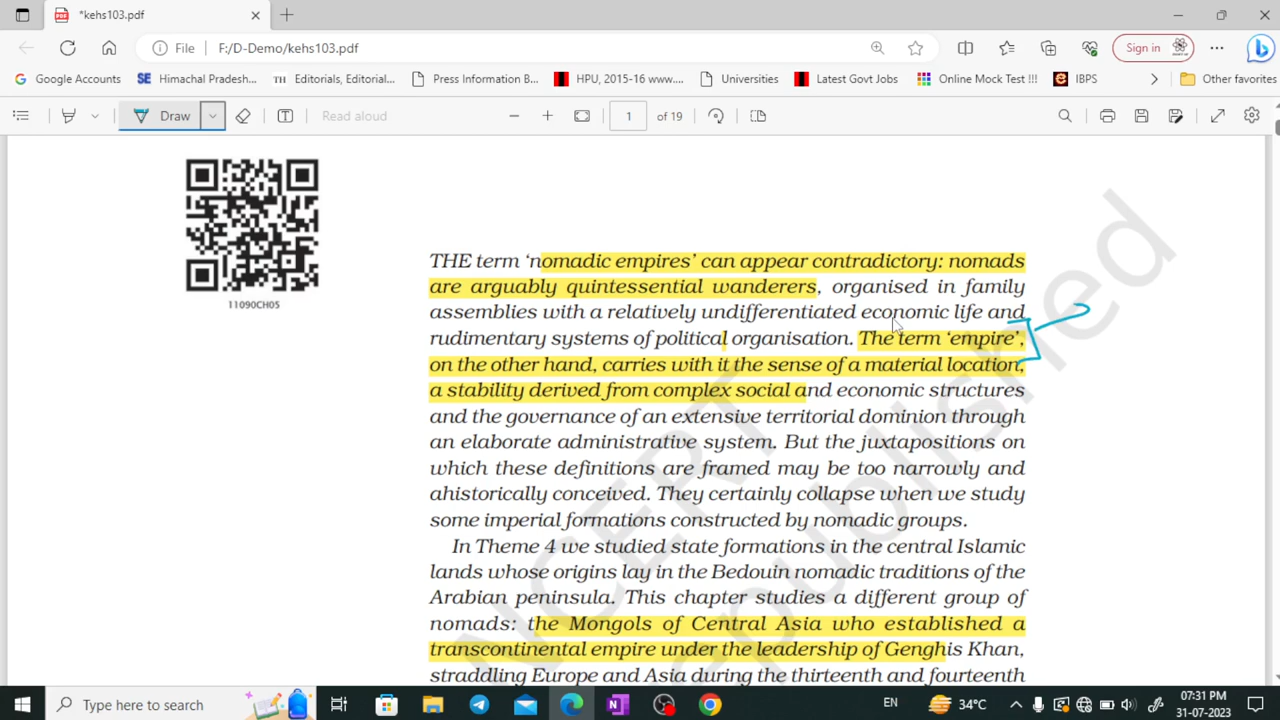 *kehs103.pdf
File F:/D-Demo/kehs103.pdf Sign in
Google Accounts SE Himachal Pradesh... TH Editorials, Editorial... Press Information B... HPU, 2015-16 www.... Universities Latest Govt Jobs Online Mock Test !!! IBPS Other favorites
Draw Read aloud 1 of 19
11090CH05
THE term ‘nomadic empires’ can appear contradictory: nomads
are arguably quintessential wanderers, organised in family
assemblies with a relatively undifferentiated economic life and
rudimentary systems of political organisation. The term ‘empire’,
on the other hand, carries with it the sense of a material location,
a stability derived from complex social and economic structures
and the governance of an extensive territorial dominion through
an elaborate administrative system. But the juxtapositions on
which these definitions are framed may be too narrowly and
ahistorically conceived. They certainly collapse when we study
some imperial formations constructed by nomadic groups.
In Theme 4 we studied state formations in the central Islamic
lands whose origins lay in the Bedouin nomadic traditions of the
Arabian peninsula. This chapter studies a different group of
nomads: the Mongols of Central Asia who established a
transcontinental empire under the leadership of Genghis Khan,
straddling Europe and Asia during the thirteenth and fourteenth
NCERT
republished
Type here to search 34°C EN 07:31 PM
31-07-2023